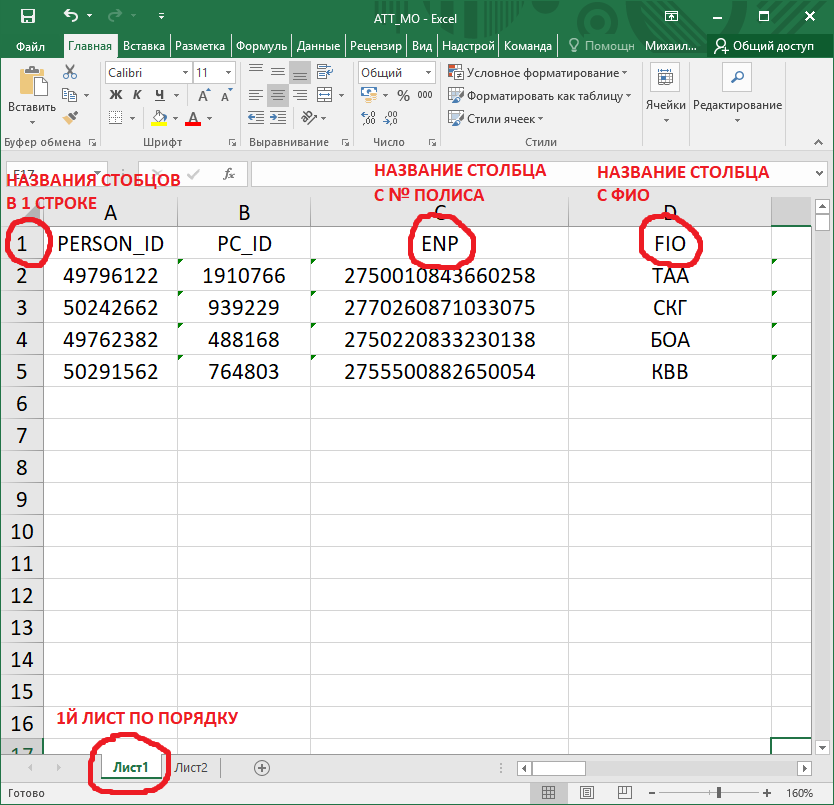 ATT_MO - Excel
Файл Главная Вставка Разметка Формуль Данные Рецензир Вид Надстрой Команда Помощн Михаил... Общий доступ
Calibri 11 Общий Условное форматирование
Вставить Ж К Ч А А % 000 Форматировать как таблицу Ячейки Редактирование
А Стили ячеек
Буфер обмена Шрифт Выравнивание Число Стили
fx
НАЗВАНИЯ СТОБЦОВ
В 1 СТРОКЕ
НАЗВАНИЕ СТОЛБЦА
С № ПОЛИСА
НАЗВАНИЕ СТОЛБЦА
С ФИО
A B C D
1 PERSON_ID PC_ID ENP FIO
2 49796122 1910766 2750010843660258 ТАА
3 50242662 939229 2770260871033075 СКГ
4 49762382 488168 2750220833230138 БОА
5 50291562 764803 2755500882650054 КВВ
6
7
8
9
10
11
12
13
14
15
16
17
1Й ЛИСТ ПО ПОРЯДКУ
Лист1 Лист2
Готово 160%